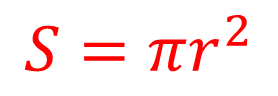 S = πr²